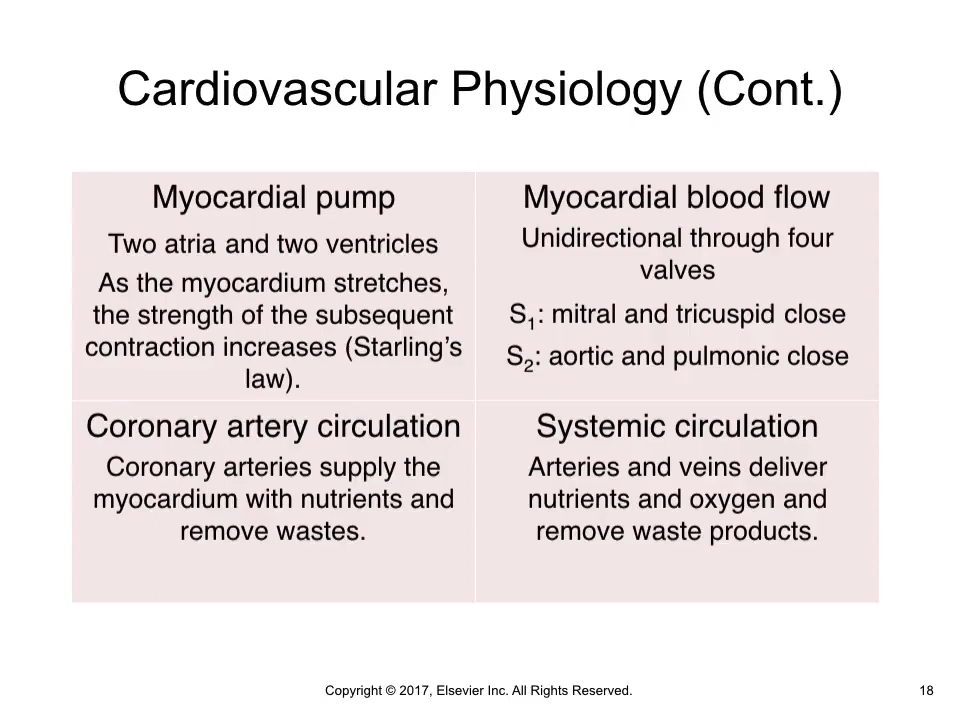 Cardiovascular Physiology (Cont.)
Myocardial pump
Two atria and two ventricles
As the myocardium stretches,
the strength of the subsequent
contraction increases (Starling's
law).
Myocardial blood flow
Unidirectional through four
valves
S₁: mitral and tricuspid close
S₂: aortic and pulmonic close
Coronary artery circulation
Coronary arteries supply the
myocardium with nutrients and
remove wastes.
Systemic circulation
Arteries and veins deliver
nutrients and oxygen and
remove waste products.
Copyright © 2017, Elsevier Inc. All Rights Reserved.
18